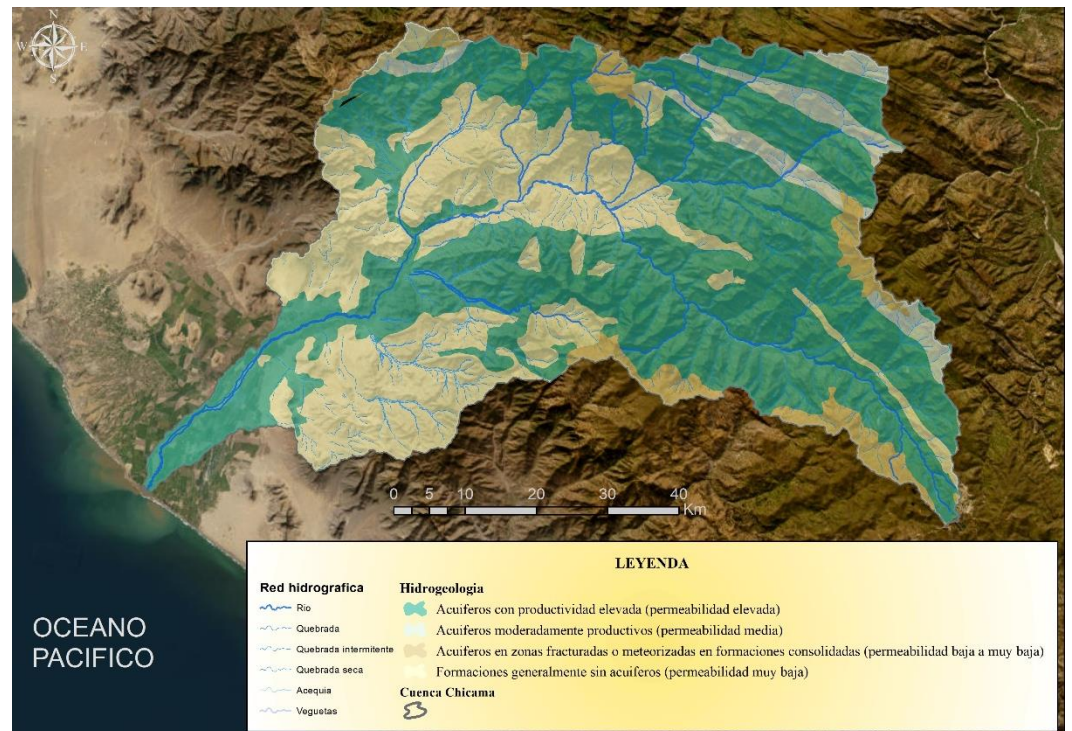 N
W E
S
0 5 10 20 30 40
Km
OCEANO
PACIFICO
LEYENDA
Red hidrografica
Rio
Quebrada
Quebrada intermitente
Quebrada seca
Acequia
Veguetas
Hidrogeologia
Acuiferos con productividad elevada (permeabilidad elevada)
Acuiferos moderadamente productivos (permeabilidad media)
Acuiferos en zonas fracturadas o meteorizadas en formaciones consolidadas (permeabilidad baja a muy baja)
Formaciones generalmente sin acuiferos (permeabilidad muy baja)
Cuenca Chicama